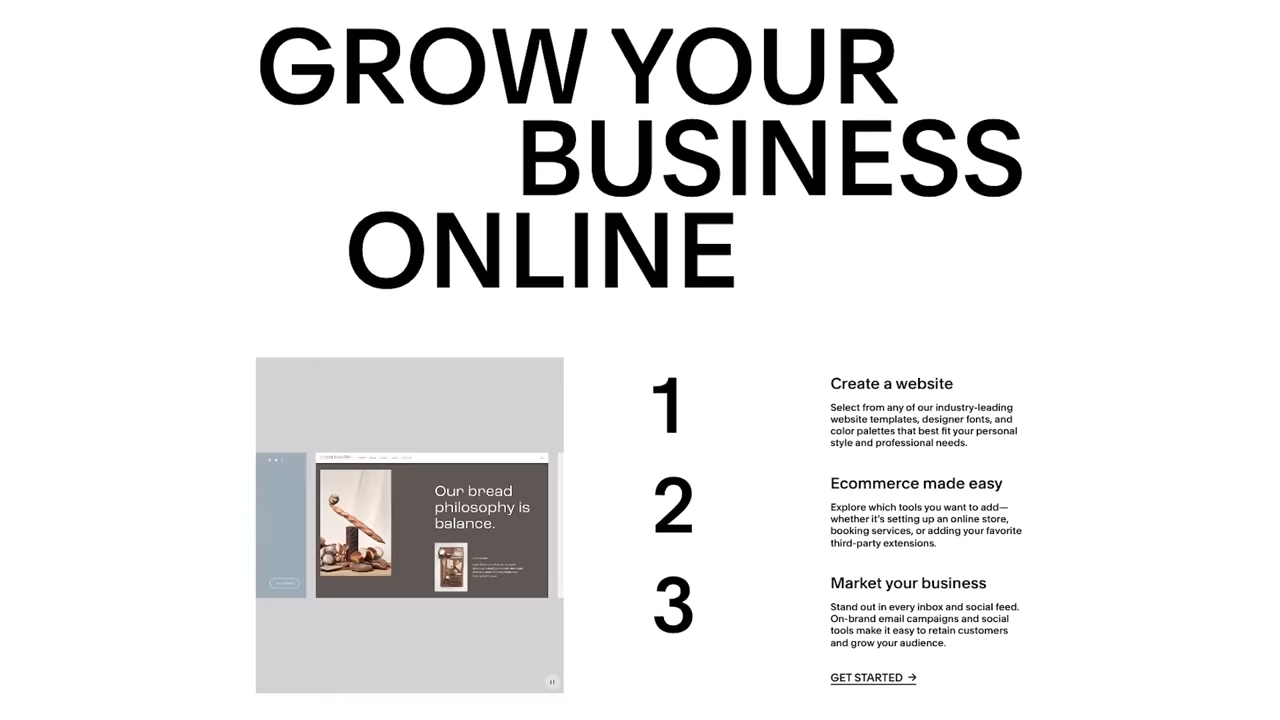 GROW YOUR
BUSINESS
ONLINE
Our bread
philosophy is
balance.
1
Create a website
Select from any of our industry-leading
website templates, designer fonts, and
color palettes that best fit your personal
style and professional needs.
2
Ecommerce made easy
Explore which tools you want to add—
whether it's setting up an online store,
booking services, or adding your favorite
third-party extensions.
3
Market your business
Stand out in every inbox and social feed.
On-brand email campaigns and social
tools make it easy to retain customers
and grow your audience.
GET STARTED →